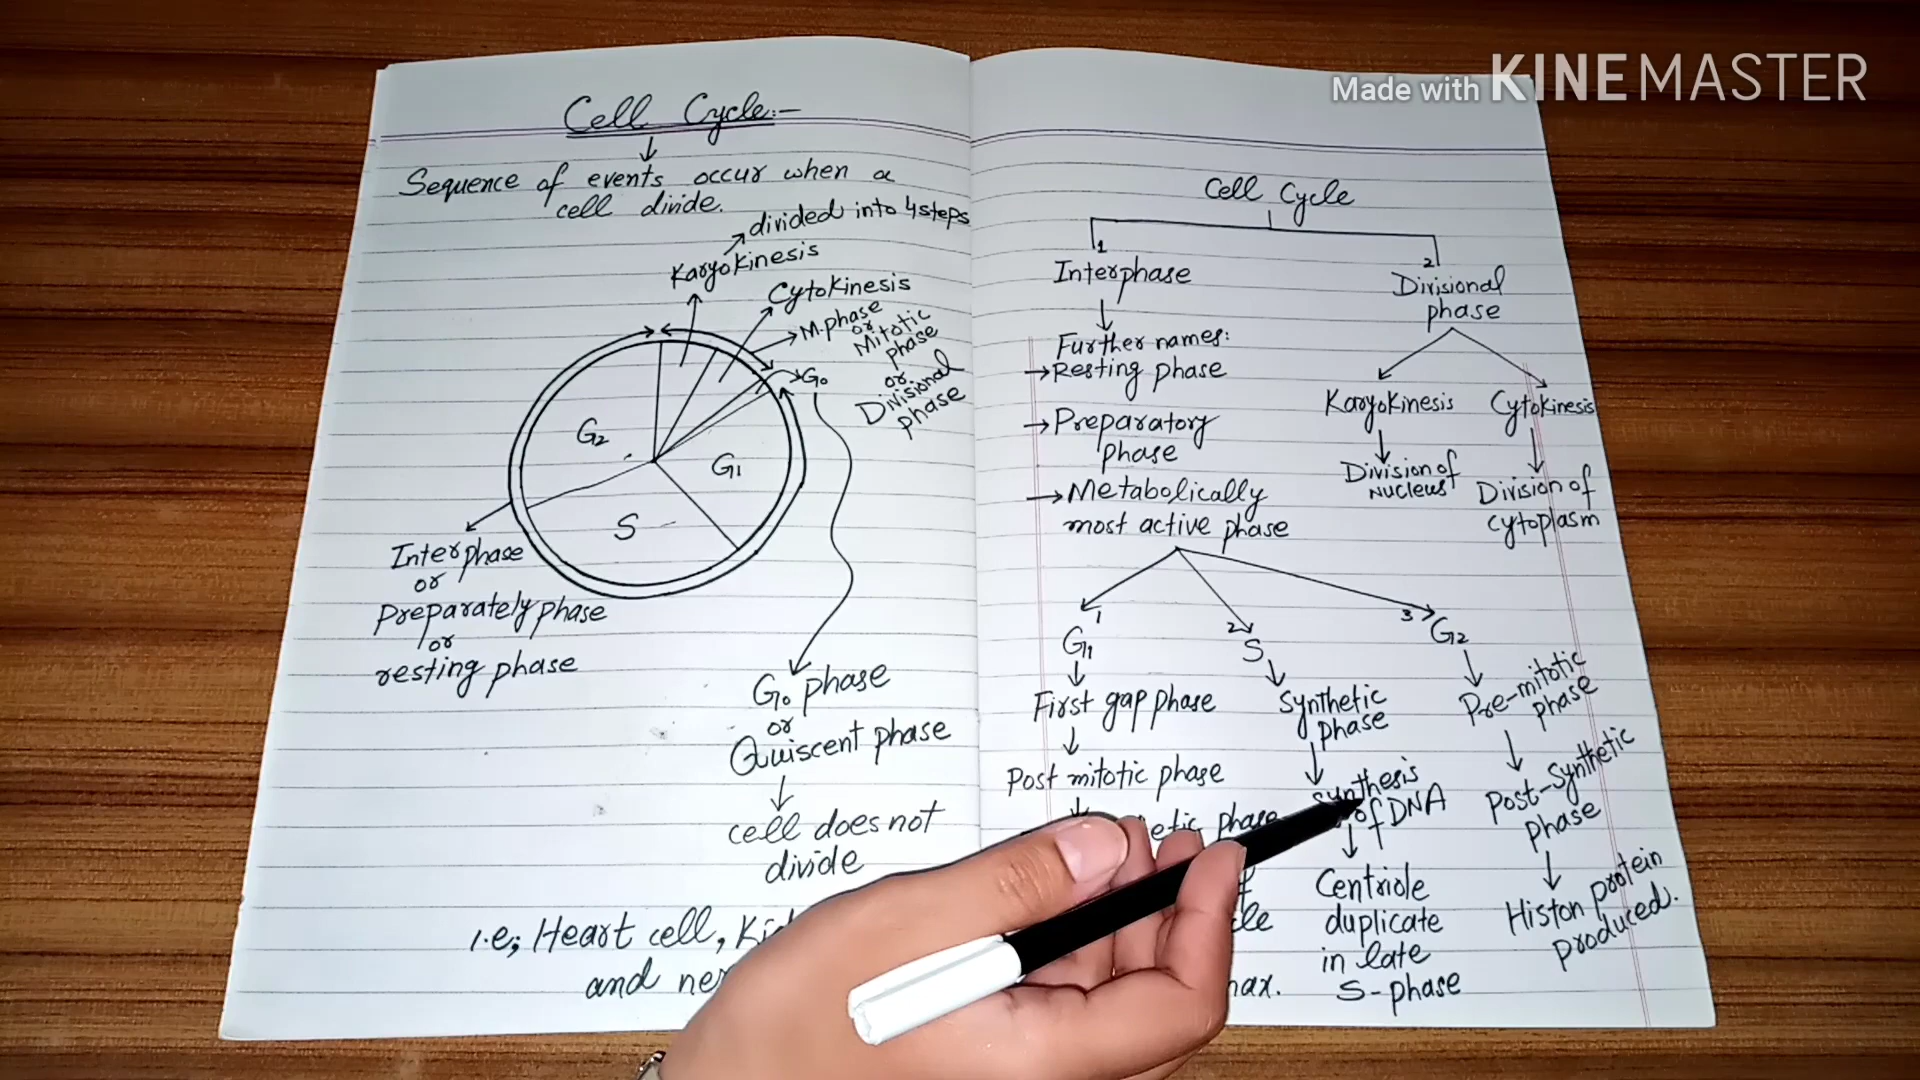 Made with KINEMASTER
Cell Cycle:-
Sequence of events occur when a
cell divide.
divided into 4 steps
Karyokinesis
Cytokinesis
M.phase
or
Mitotic
phase
or
Divisional
phase
G0
G2
G1
S
Interphase
or
Preparately phase
or
resting phase
G0 phase
or
Quiscent phase
cell does not
divide
i.e; Heart cell,
and
Cell Cycle
1
Interphase
Further names:
Resting phase
Preparatory
phase
Metabolically
most active phase
2
Divisional
phase
Karyokinesis
Division of
Nucleus
Cytokinesis
Division of
cytoplasm
1
G1
First gap phase
Post mitotic phase
phase
2
S
Synthetic
phase
Synthesis
of DNA
Centriole
duplicate
in late
S-phase
3
G2
Pre-mitotic
phase
Post-Synthetic
phase
Histon protein
produced.